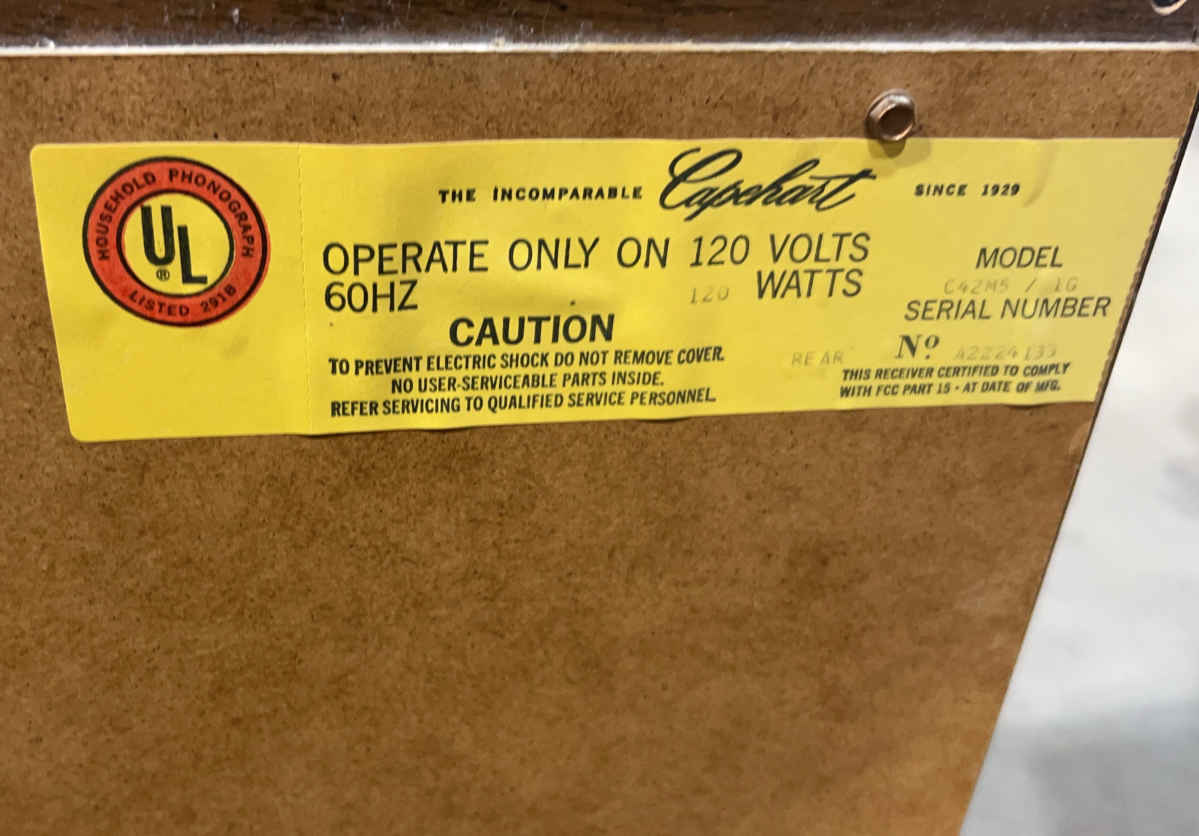 HOUSEHOLD PHONOGRAPH
UL
®
LISTED 291B
THE INCOMPARABLE Capehart SINCE 1929
OPERATE ONLY ON 120 VOLTS
60HZ 120 WATTS
CAUTION
TO PREVENT ELECTRIC SHOCK DO NOT REMOVE COVER.
NO USER-SERVICEABLE PARTS INSIDE.
REFER SERVICING TO QUALIFIED SERVICE PERSONNEL.
MODEL
C42M5 / 1G
SERIAL NUMBER
REAR Nº A2224133
THIS RECEIVER CERTIFIED TO COMPLY
WITH FCC PART 15 - AT DATE OF MFG.